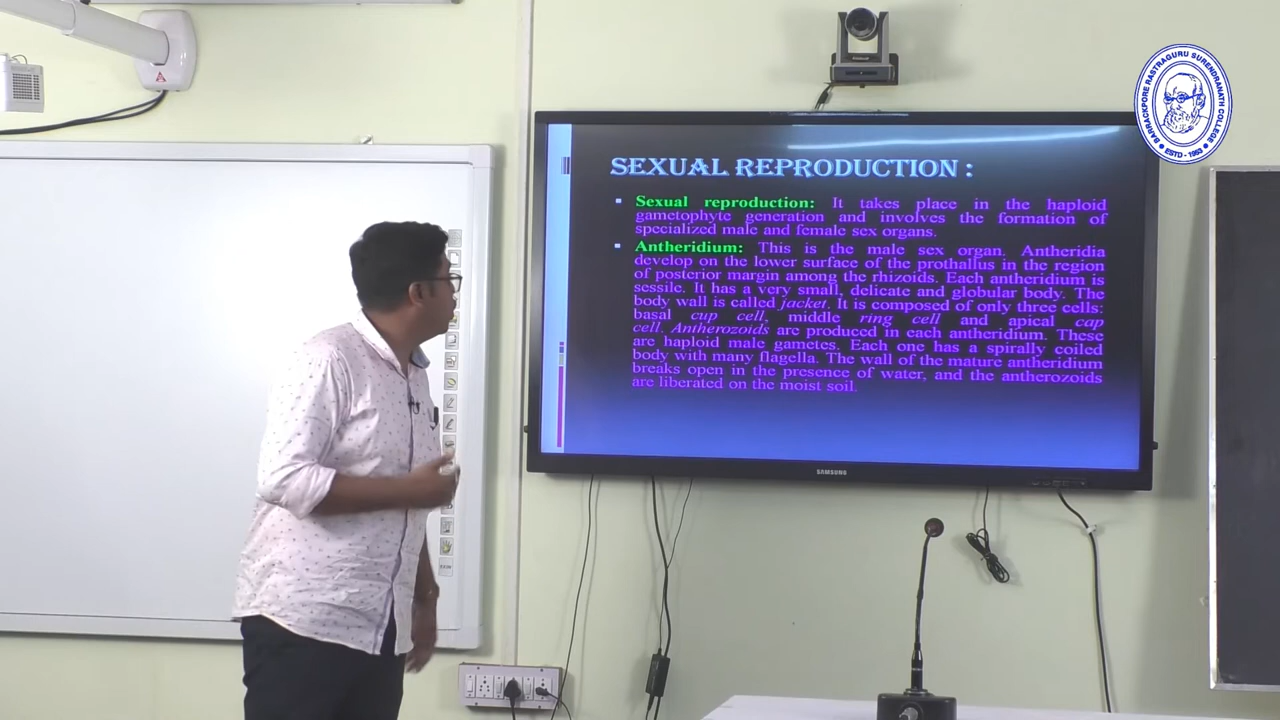 BARRACKPORE RASTRAGURU SURENDRANATH COLLEGE
ESTD - 1953
SEXUAL REPRODUCTION :
Sexual reproduction: It takes place in the haploid
gametophyte generation and involves the formation of
specialized male and female sex organs.
Antheridium: This is the male sex organ. Antheridia
develop on the lower surface of the prothallus in the region
of posterior margin among the rhizoids. Each antheridium is
sessile. It has a very small, delicate and globular body. The
body wall is called jacket. It is composed of only three cells:
basal cup cell, middle ring cell and apical cap
cell. Antherozoids are produced in each antheridium. These
are haploid male gametes. Each one has a spirally coiled
body with many flagella. The wall of the mature antheridium
breaks open in the presence of water, and the antherozoids
are liberated on the moist soil.
SAMSUNG